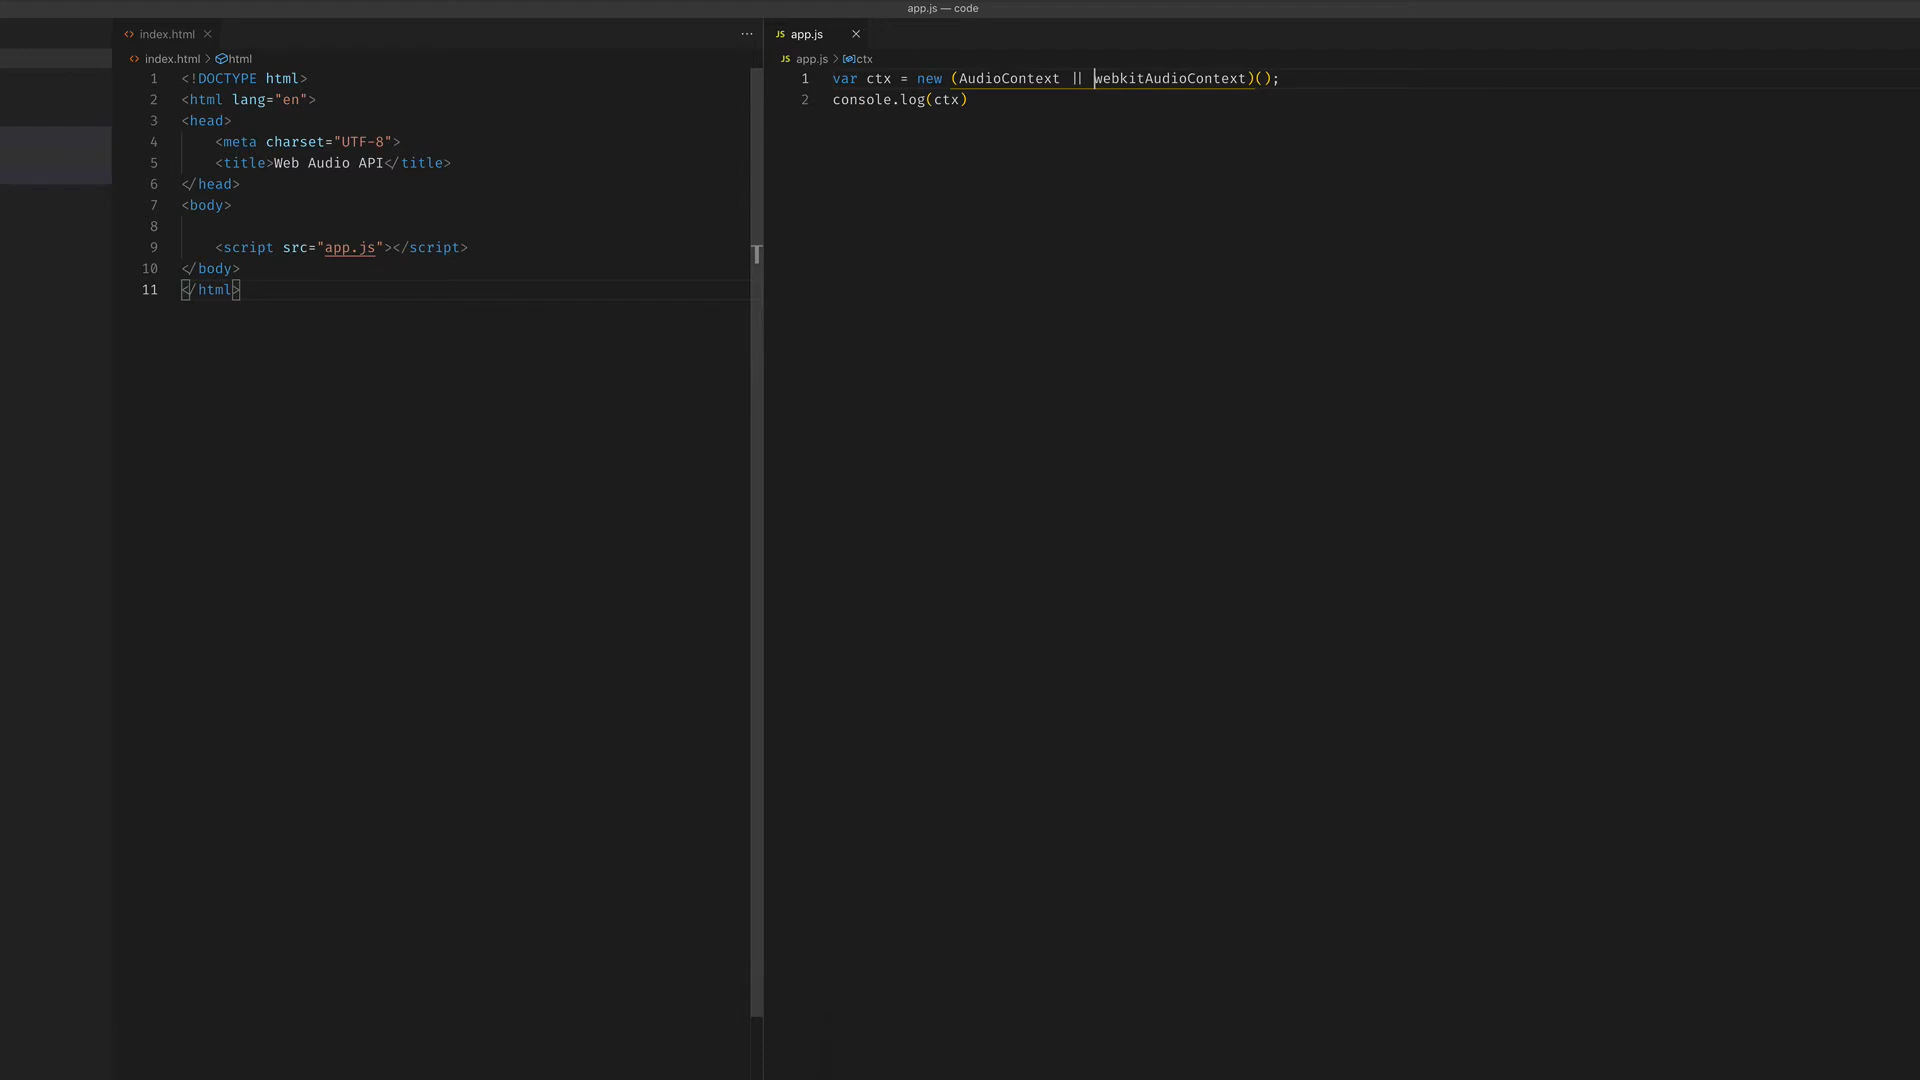 app.js — code
index.html
index.html > html
1 <!DOCTYPE html>
2 <html lang="en">
3 <head>
4 <meta charset="UTF-8">
5 <title>Web Audio API</title>
6 </head>
7 <body>
8
9 <script src="app.js"></script>
10 </body>
11 </html>
JS app.js
JS app.js > ctx
1 var ctx = new (AudioContext || webkitAudioContext)();
2 console.log(ctx)